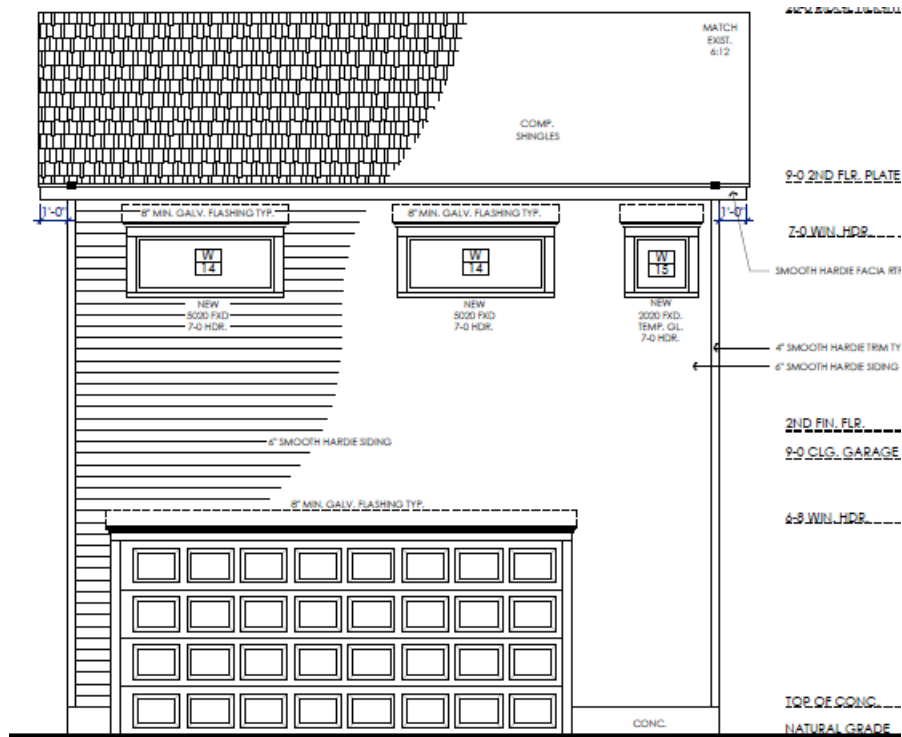 MATCH
EXIST.
6:12
COMP.
SHINGLES
9-0 2ND FLR. PLATE
1'-0"
8" MIN. GALV. FLASHING TYP.
8" MIN. GALV. FLASHING TYP.
1'-0"
7-0 WIN. HDR.
W
14
W
14
W
15
SMOOTH HARDIE FACIA
NEW
5020 FXD
7-0 HDR.
NEW
5020 FXD
7-0 HDR.
NEW
2020 FXD.
TEMP. GL.
7-0 HDR.
4" SMOOTH HARDIE TRIM TY
6" SMOOTH HARDIE SIDING
2ND FIN. FLR.
6" SMOOTH HARDIE SIDING
9-0 CLG. GARAGE
8" MIN. GALV. FLASHING TYP.
6-8 WIN. HDR.
TOP OF CONC.
CONC.
NATURAL GRADE